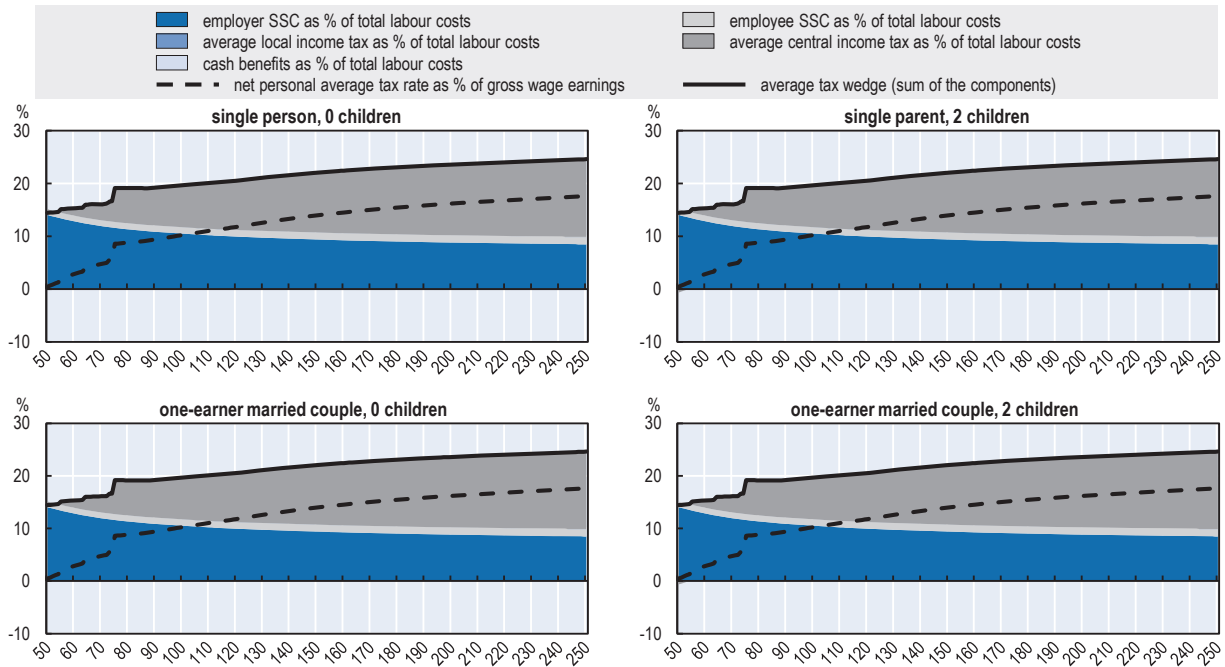 employer SSC as % of total labour costs
employee SSC as % of total labour costs
average local income tax as % of total labour costs
average central income tax as % of total labour costs
cash benefits as % of total labour costs
net personal average tax rate as % of gross wage earnings
average tax wedge (sum of the components)
%
single person, 0 children
30
20
10
0
-10
50 60 70 80 90 100 110 120 130 140 150 160 170 180 190 200 210 220 230 240 250
%
single parent, 2 children
30
20
10
0
-10
50 60 70 80 90 100 110 120 130 140 150 160 170 180 190 200 210 220 230 240 250
%
one-earner married couple, 0 children
30
20
10
0
-10
50 60 70 80 90 100 110 120 130 140 150 160 170 180 190 200 210 220 230 240 250
%
one-earner married couple, 2 children
30
20
10
0
-10
50 60 70 80 90 100 110 120 130 140 150 160 170 180 190 200 210 220 230 240 250